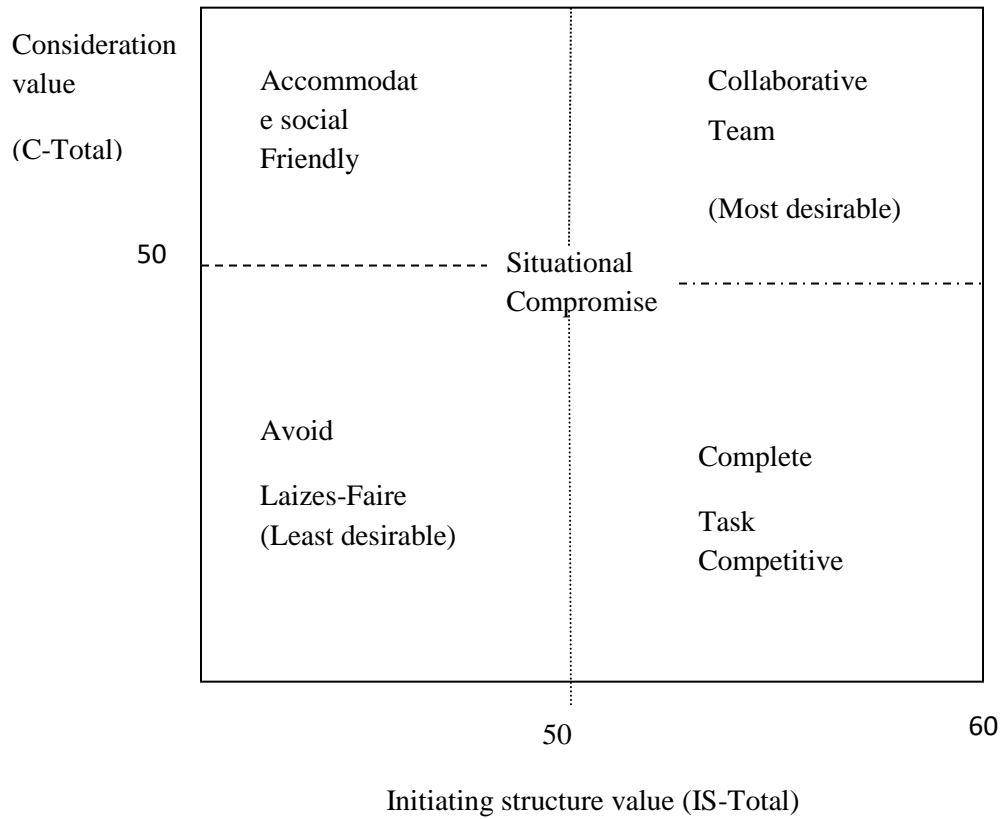 Consideration
value
(C-Total)
Accommodat
e social
Friendly
Collaborative
Team
(Most desirable)
50
Situational
Compromise
Avoid
Laizes-Faire
(Least desirable)
Complete
Task
Competitive
50
60
Initiating structure value (IS-Total)